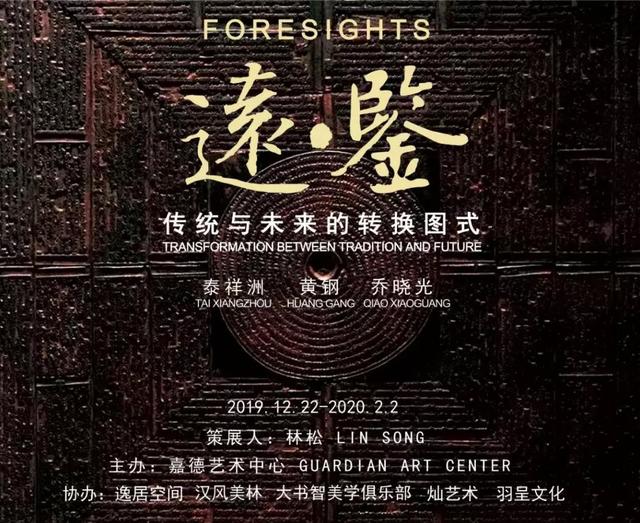 FORESIGHTS
遠·鑒
传统与未来的转换图式
TRANSFORMATION BETWEEN TRADITION AND FUTURE
泰祥洲 黄钢 乔晓光
TAI XIANGZHOU HUANG GANG QIAO XIAOGUANG
2019.12.22-2020.2.2
策展人：林松 LIN SONG
主办：嘉德艺术中心 GUARDIAN ART CENTER
协办：逸居空间 汉风美林 大书智美学俱乐部 灿艺术 羽呈文化